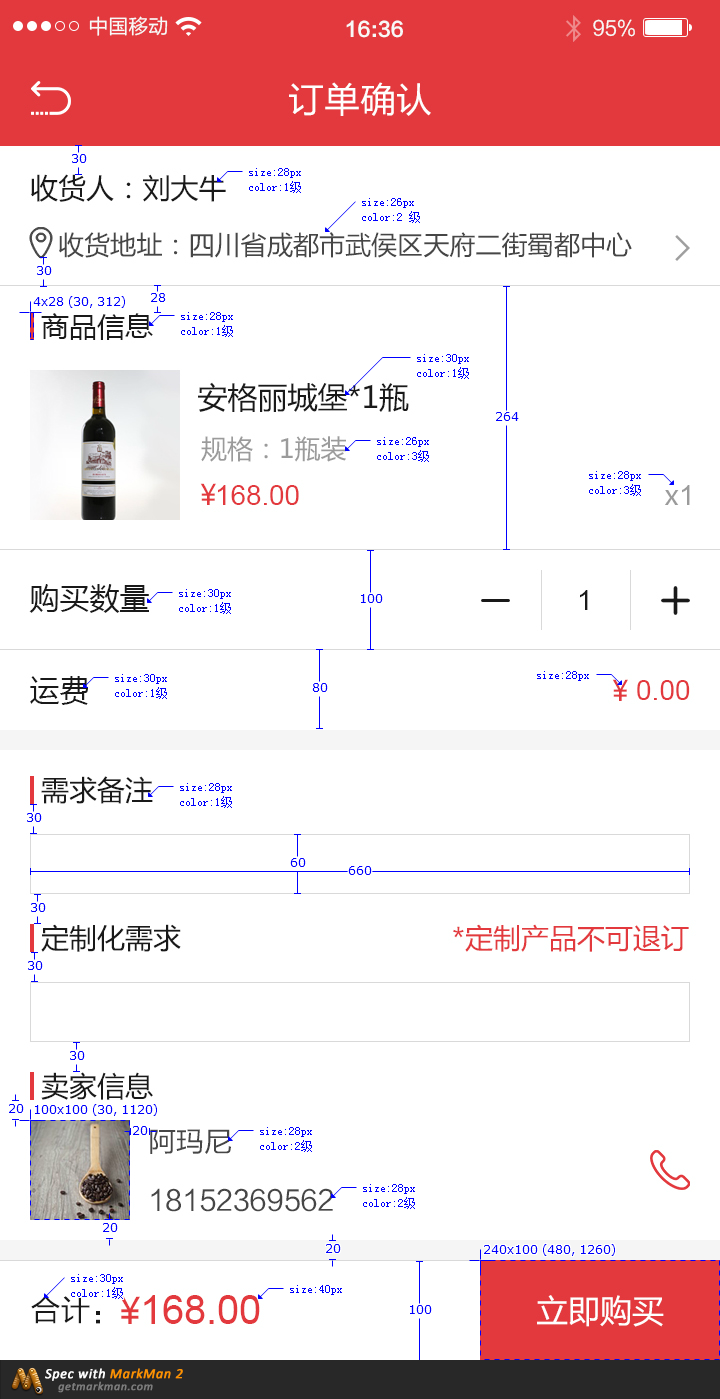 中国移动 16:36 95%
订单确认
30
收货人：刘大牛 size:28px
color:1级
size:26px
color:2 级
收货地址：四川省成都市武侯区天府二街蜀都中心
30
4x28 (30, 312) 28
商品信息 size:28px
color:1级
安格丽城堡*1瓶 size:30px
color:1级
264
规格：1瓶装 size:26px
color:3级
¥168.00
size:28px
color:3级
x1
购买数量 size:30px
color:1级
100
1
运费 size:30px
color:1级
80
size:28px
¥ 0.00
需求备注 size:28px
color:1级
30
60
660
30
定制化需求 *定制产品不可退订
30
30
卖家信息
20
100x100 (30, 1120)
20
阿玛尼 size:28px
color:2级
18152369562 size:28px
color:2级
20
20
240x100 (480, 1260)
size:30px
color:1级
合计：¥168.00 size:40px
100
立即购买
Spec with MarkMan 2
getmarkman.com